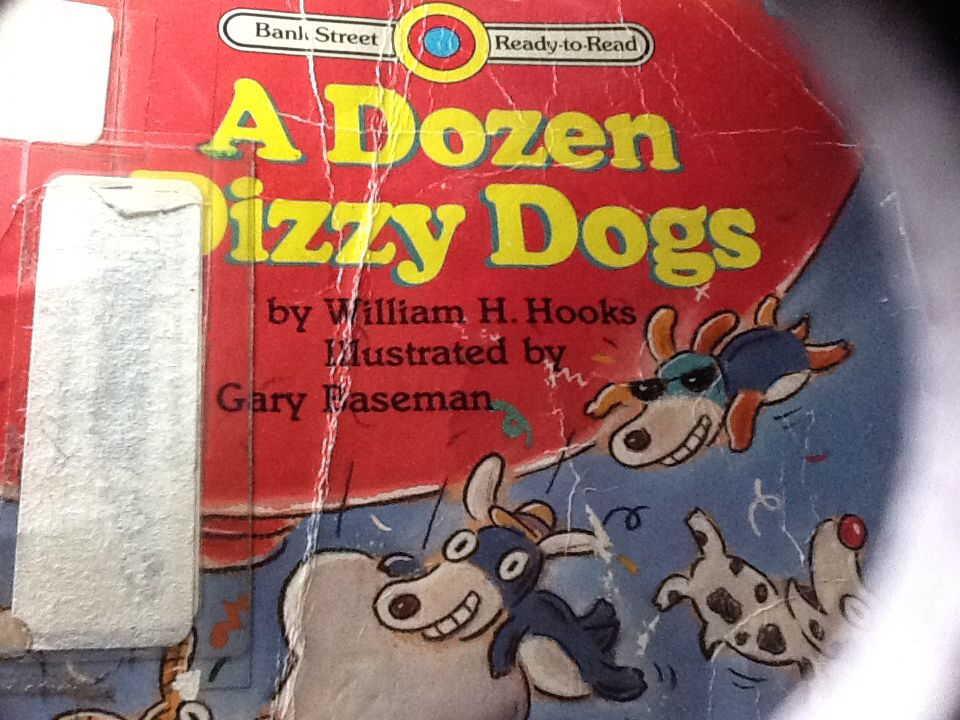 Bank Street Ready-to-Read
A Dozen
Dizzy Dogs
by William H. Hooks
Illustrated by
Gary Baseman